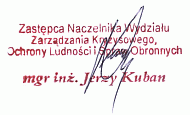 Zastępca Naczelnika Wydziału
Zarządzania Kryzysowego,
Ochrony Ludności i Spraw Obronnych
mgr inż. Jerzy Kuban